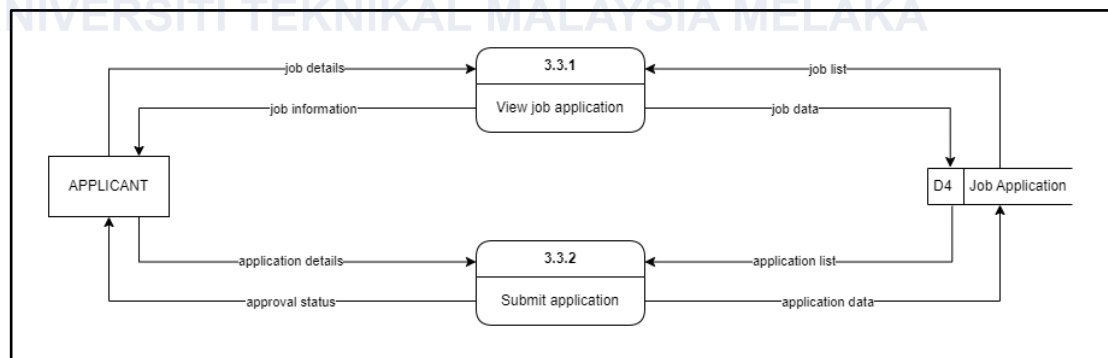 NIVERSITI TEKNIKAL MALAYSIA MELAKA
job details
3.3.1
job list
job information
View job application
job data
APPLICANT
D4
Job Application
application details
3.3.2
application list
approval status
Submit application
application data